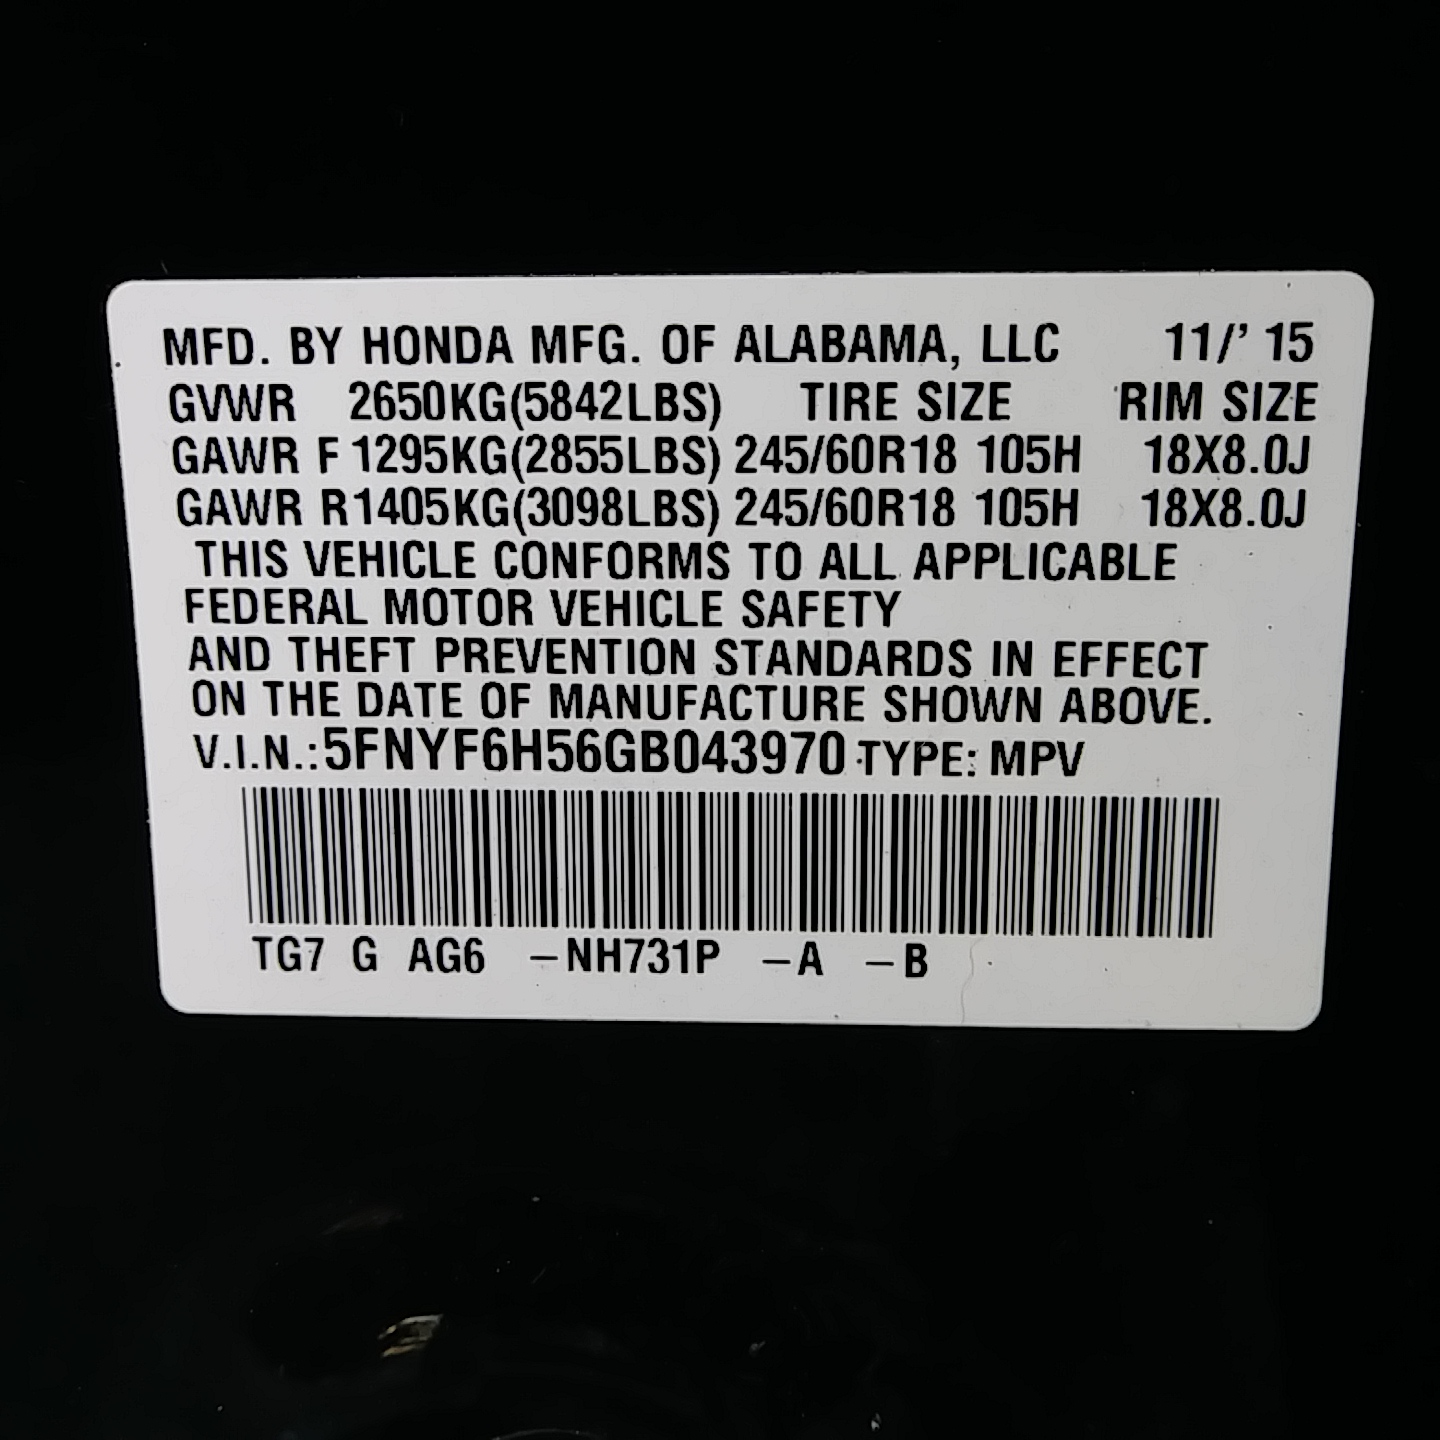 MFD. BY HONDA MFG. OF ALABAMA, LLC 11/' 15
GVWR 2650KG(5842LBS) TIRE SIZE RIM SIZE
GAWR F 1295KG(2855LBS) 245/60R18 105H 18X8.0J
GAWR R1405KG(3098LBS) 245/60R18 105H 18X8.0J
THIS VEHICLE CONFORMS TO ALL APPLICABLE
FEDERAL MOTOR VEHICLE SAFETY
AND THEFT PREVENTION STANDARDS IN EFFECT
ON THE DATE OF MANUFACTURE SHOWN ABOVE.
V.I.N.:5FNYF6H56GB043970 TYPE: MPV
TG7 G AG6 –NH731P –A –B